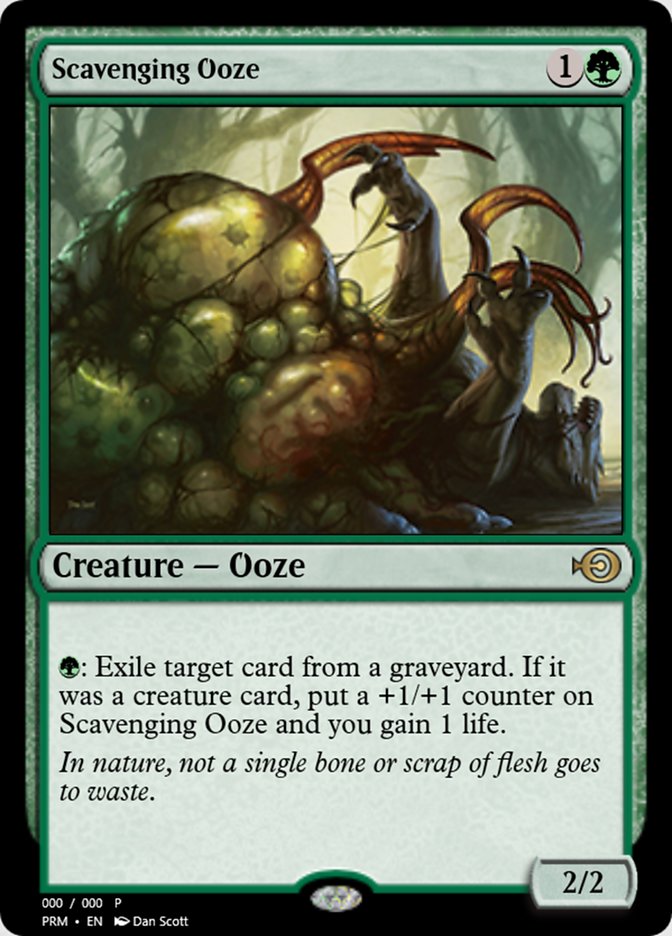 Scavenging Ooze 1
Creature — Ooze
: Exile target card from a graveyard. If it
was a creature card, put a +1/+1 counter on
Scavenging Ooze and you gain 1 life.
In nature, not a single bone or scrap of flesh goes
to waste.
2/2
000 / 000 P
PRM • EN Dan Scott